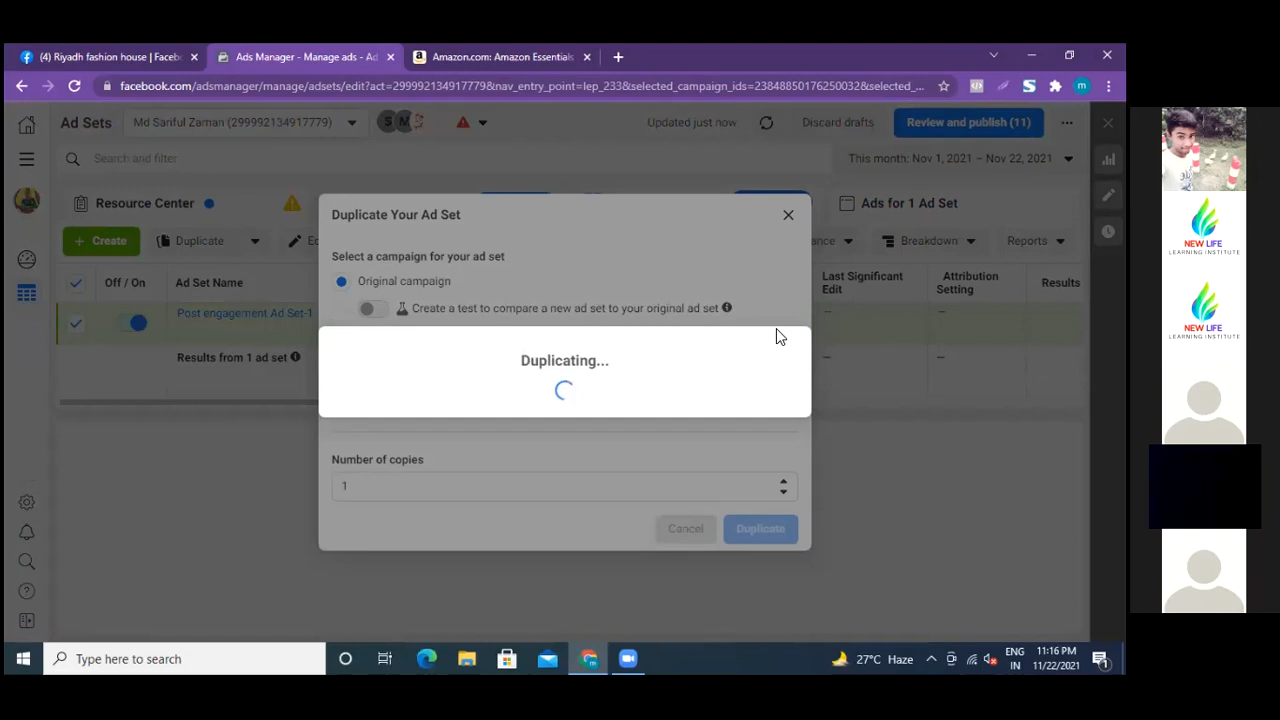 (4) Riyadh fashion house | Faceb
Ads Manager - Manage ads - Ad
Amazon.com: Amazon Essentials
facebook.com/adsmanager/manage/adsets/edit?act=299992134917779&nav_entry_point=lep_233&selected_campaign_ids=23848850176250032&selected_...
Ad Sets
Md Sariful Zaman (299992134917779)
Updated just now
Discard drafts
Review and publish (11)
Search and filter
This month: Nov 1, 2021 – Nov 22, 2021
Resource Center
Ads for 1 Ad Set
+ Create
Duplicate
Reports
Breakdown
Off / On
Ad Set Name
Last Significant Edit
Attribution Setting
Results
Post engagement Ad Set-1
Results from 1 ad set
Duplicate Your Ad Set
Select a campaign for your ad set
Original campaign
Create a test to compare a new ad set to your original ad set
Duplicating...
Number of copies
1
Cancel
Duplicate
NEW LIFE
LEARNING INSTITUTE
NEW LIFE
LEARNING INSTITUTE
Type here to search
27°C Haze
ENG
IN
11:16 PM
11/22/2021
1